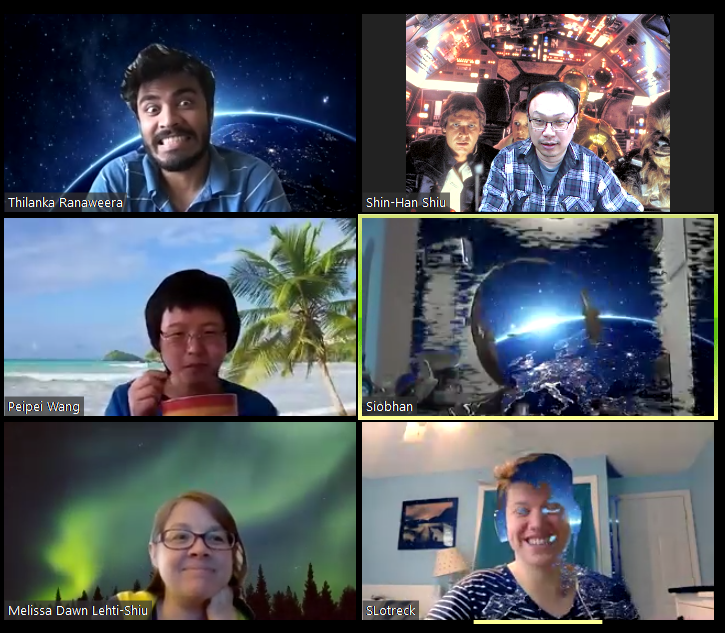 Thilanka Ranaweera
Shin-Han Shiu
Peipei Wang
Siobhan
Melissa Dawn Lehti-Shiu
SLotreck